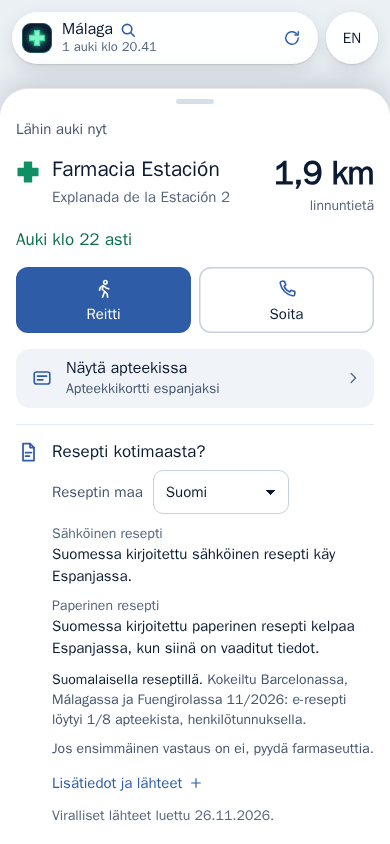 Málaga
1 auki klo 20.41
EN
Lähin auki nyt
Farmacia Estación
1,9 km
Explanada de la Estación 2
linnuntietä
Auki klo 22 asti
Reitti
Soita
Näytä apteekissa
Apteekkikortti espanjaksi
Resepti kotimaasta?
Reseptin maa
Suomi
Sähköinen resepti
Suomessa kirjoitettu sähköinen resepti käy
Espanjassa.
Paperinen resepti
Suomessa kirjoitettu paperinen resepti kelpaa
Espanjassa, kun siinä on vaaditut tiedot.
Suomalaisella reseptillä. Kokeiltu Barcelonassa,
Málagassa ja Fuengirolassa 11/2026: e-resepti
löytyi 1/8 apteekista, henkilötunnuksella.
Jos ensimmäinen vastaus on ei, pyydä farmaseuttia.
Lisätiedot ja lähteet +
Viralliset lähteet luettu 26.11.2026.